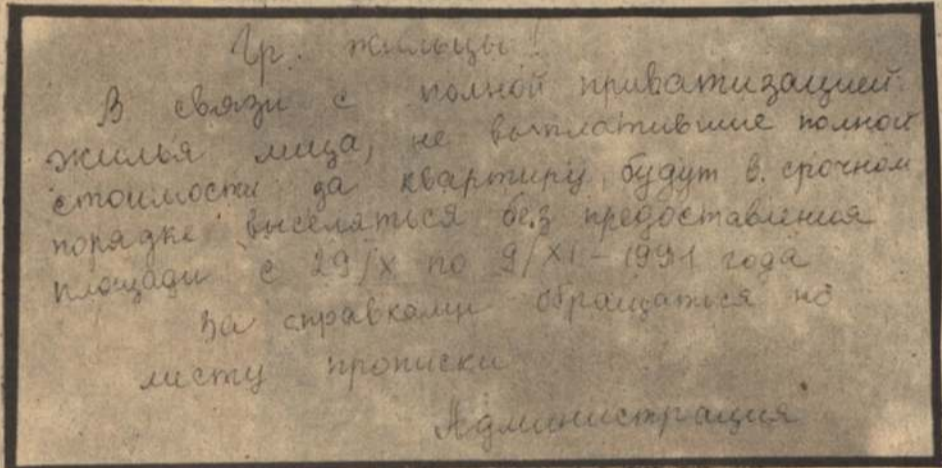 Гр. жильцы!
В связи с полной приватизацией
жилья лица, не выплатившие полной
стоимости за квартиру, будут в срочном
порядке выселяться без предоставления
площади с 29/X по 9/XI - 1991 года
За справками обращаться по
месту прописки
Администрация